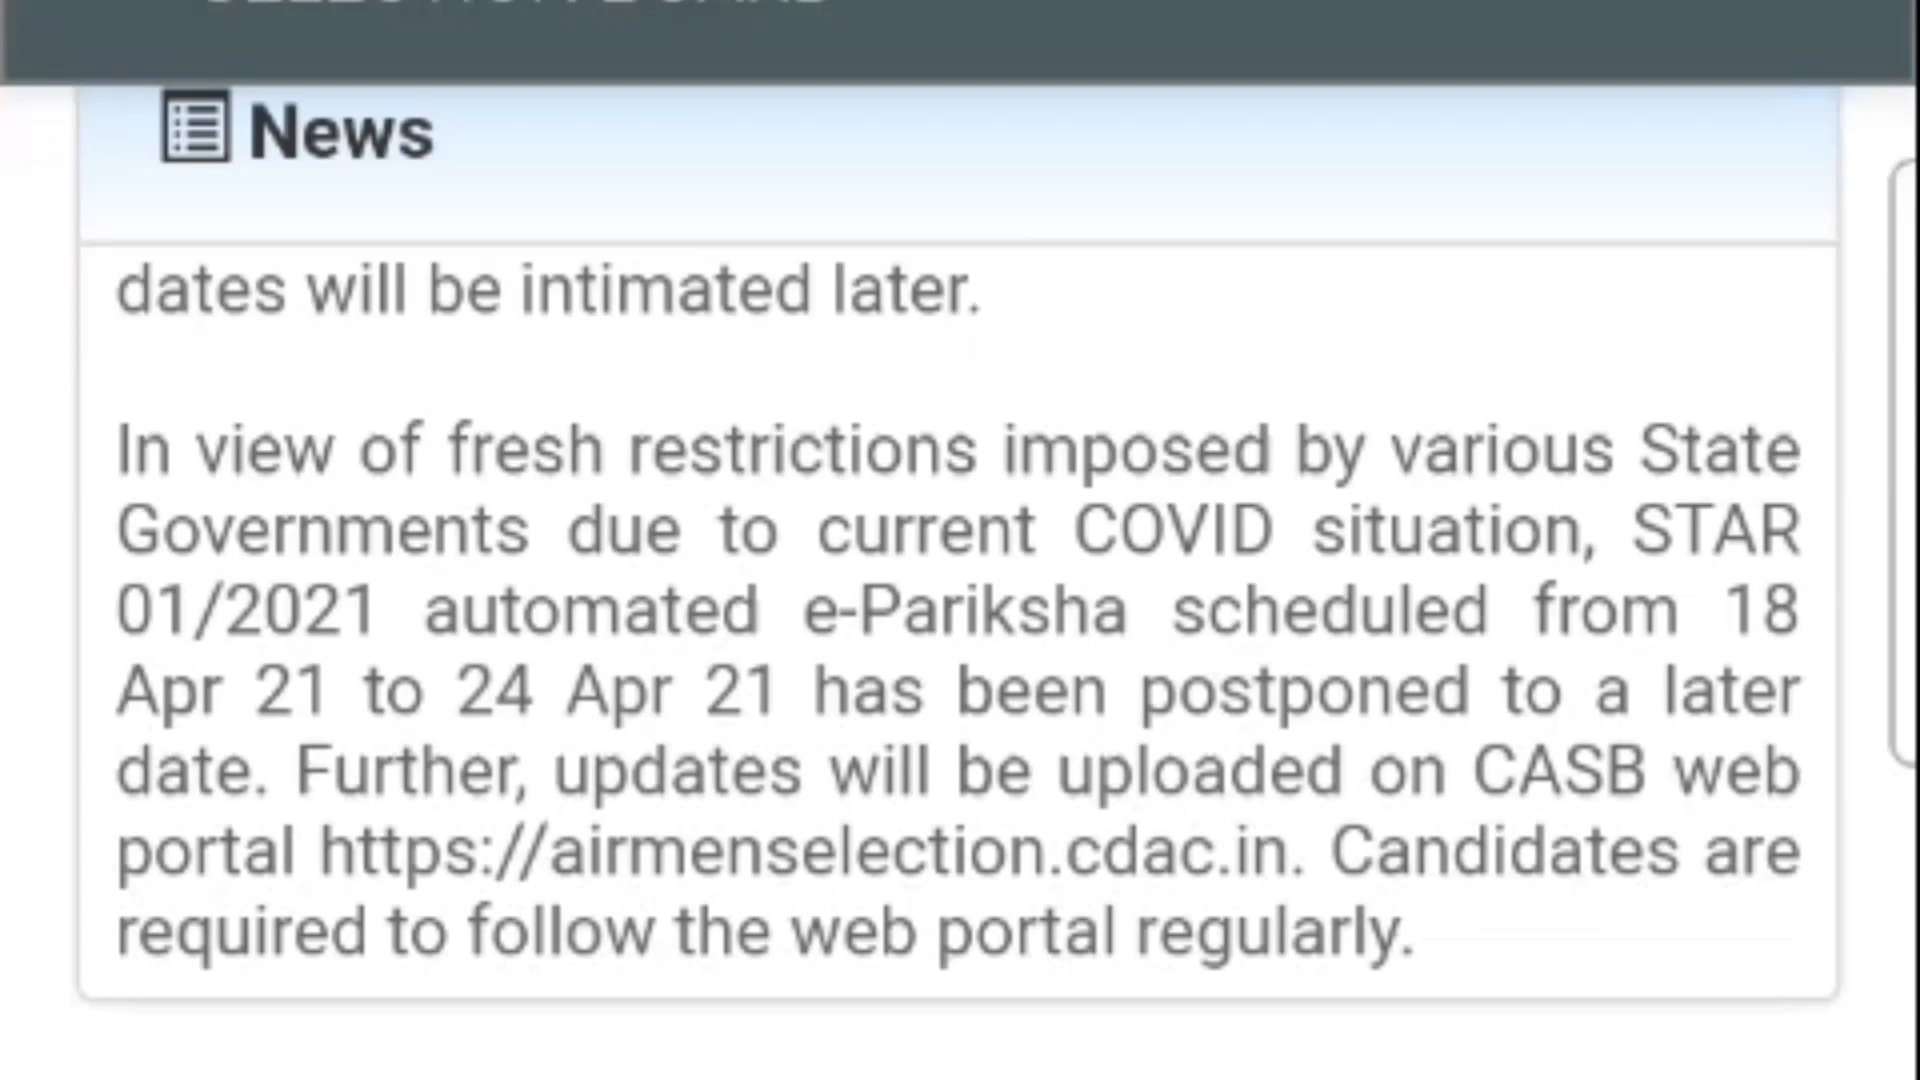 News
dates will be intimated later.
In view of fresh restrictions imposed by various State
Governments due to current COVID situation, STAR
01/2021 automated e-Pariksha scheduled from 18
Apr 21 to 24 Apr 21 has been postponed to a later
date. Further, updates will be uploaded on CASB web
portal https://airmenselection.cdac.in. Candidates are
required to follow the web portal regularly.